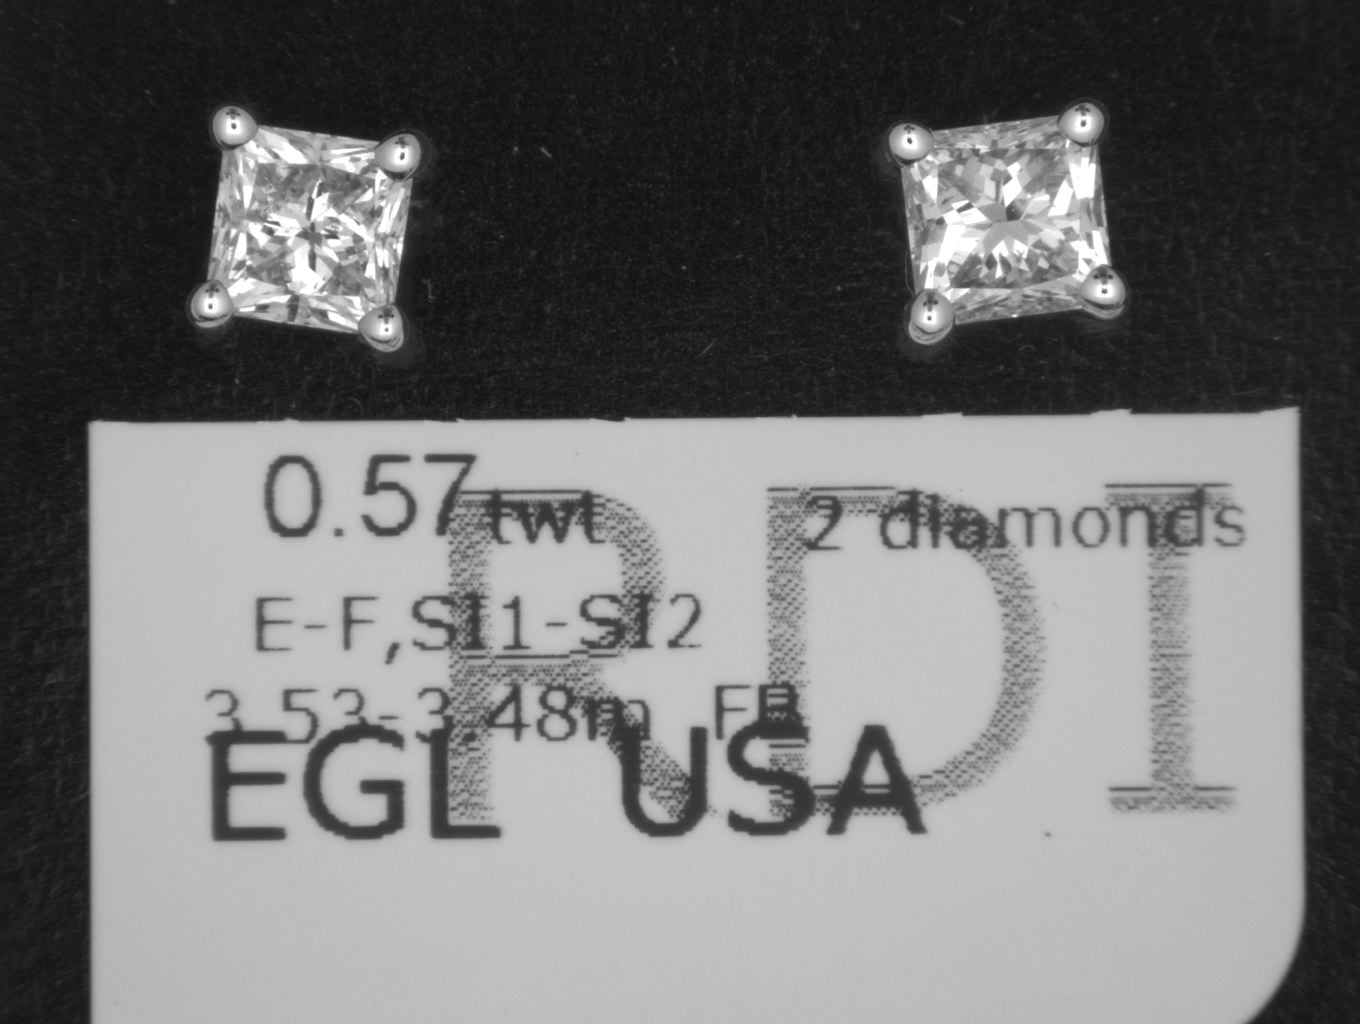 0.57 twt 2 diamonds
RDI
E-F,SI1-SI2
3.53-3.48m FB
EGL USA